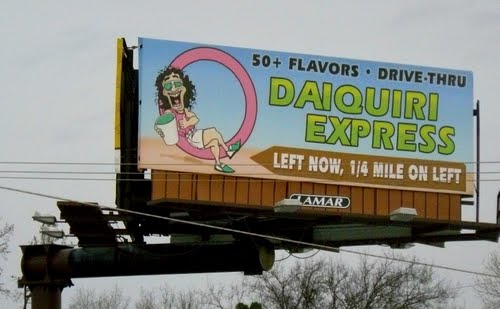 50+ FLAVORS • DRIVE-THRU
DAIQUIRI
EXPRESS
LEFT NOW, 1/4 MILE ON LEFT
LAMAR